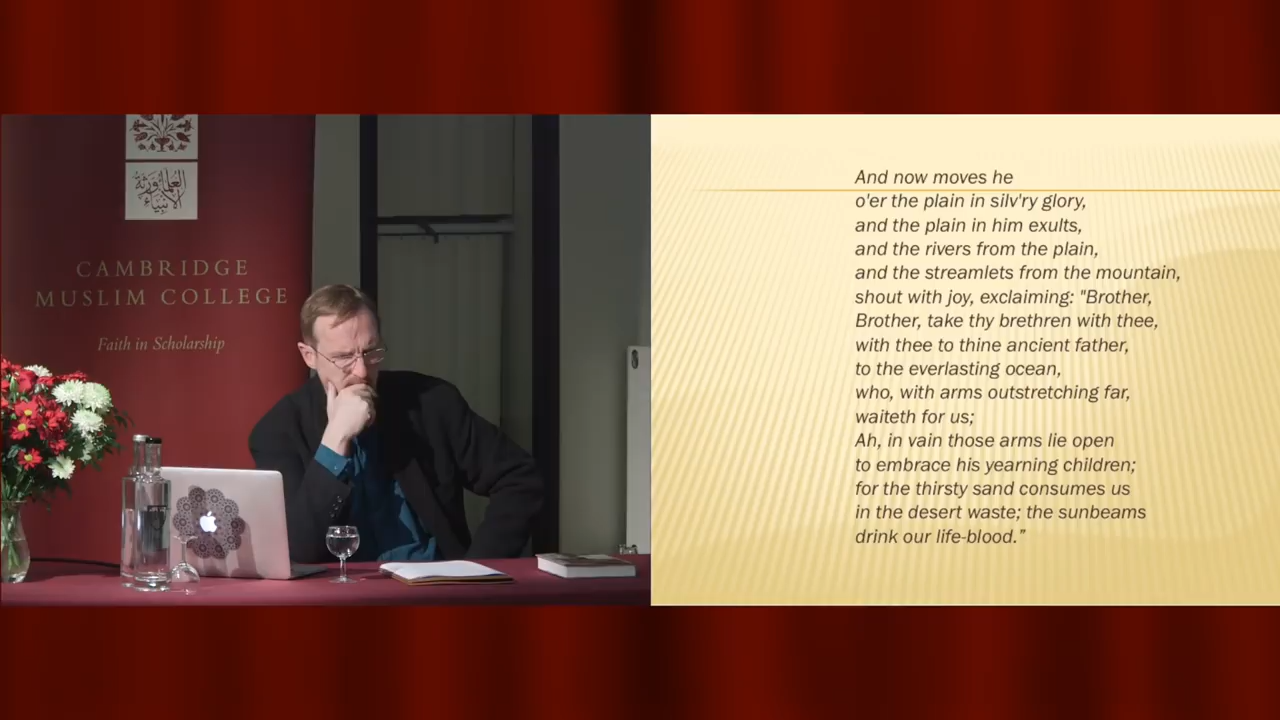 العلماء ورثة
الأنبياء
CAMBRIDGE
MUSLIM COLLEGE
Faith in Scholarship
And now moves he
o'er the plain in silv'ry glory,
and the plain in him exults,
and the rivers from the plain,
and the streamlets from the mountain,
shout with joy, exclaiming: "Brother,
Brother, take thy brethren with thee,
with thee to thine ancient father,
to the everlasting ocean,
who, with arms outstretching far,
waiteth for us;
Ah, in vain those arms lie open
to embrace his yearning children;
for the thirsty sand consumes us
in the desert waste; the sunbeams
drink our life-blood.”